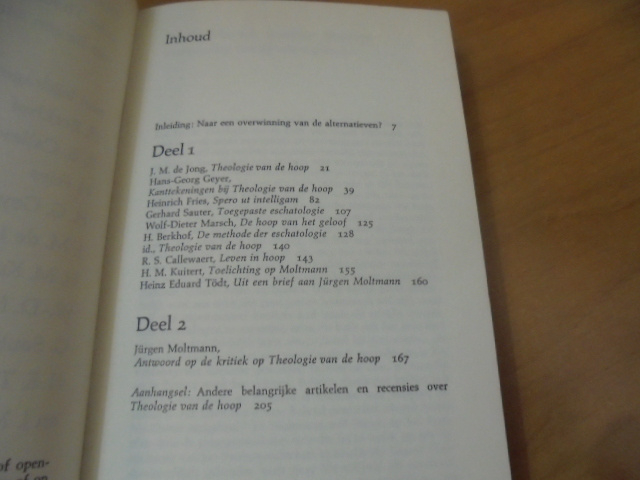 Inhoud
Inleiding: Naar een overwinning van de alternatieven? 7
Deel 1
J. M. de Jong, Theologie van de hoop 21
Hans-Georg Geyer,
Kanttekeningen bij Theologie van de hoop 39
Heinrich Fries, Spero ut intelligam 82
Gerhard Sauter, Toegepaste eschatologie 107
Wolf-Dieter Marsch, De hoop van het geloof 125
H. Berkhof, De methode der eschatologie 128
id., Theologie van de hoop 140
R. S. Callewaert, Leven in hoop 143
H. M. Kuitert, Toelichting op Moltmann 155
Heinz Eduard Tödt, Uit een brief aan Jürgen Moltmann 160
Deel 2
Jürgen Moltmann,
Antwoord op de kritiek op Theologie van de hoop 167
Aanhangsel: Andere belangrijke artikelen en recensies over
Theologie van de hoop 205
of open-